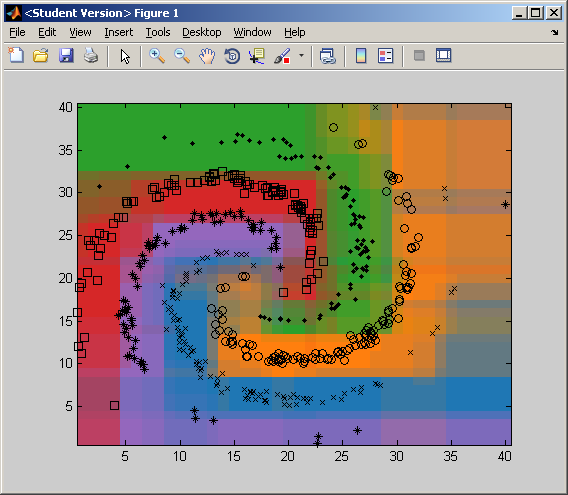 <Student Version> Figure 1
File Edit View Insert Tools Desktop Window Help
40
35
30
25
20
15
10
5
5 10 15 20 25 30 35 40